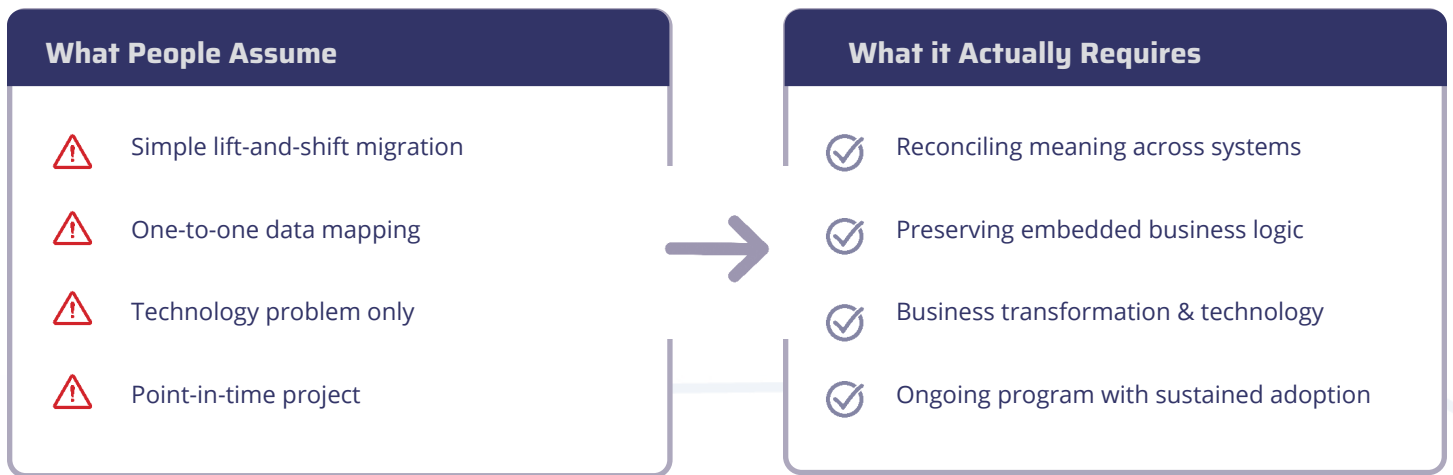 What People Assume
Simple lift-and-shift migration
One-to-one data mapping
Technology problem only
Point-in-time project
What it Actually Requires
Reconciling meaning across systems
Preserving embedded business logic
Business transformation & technology
Ongoing program with sustained adoption